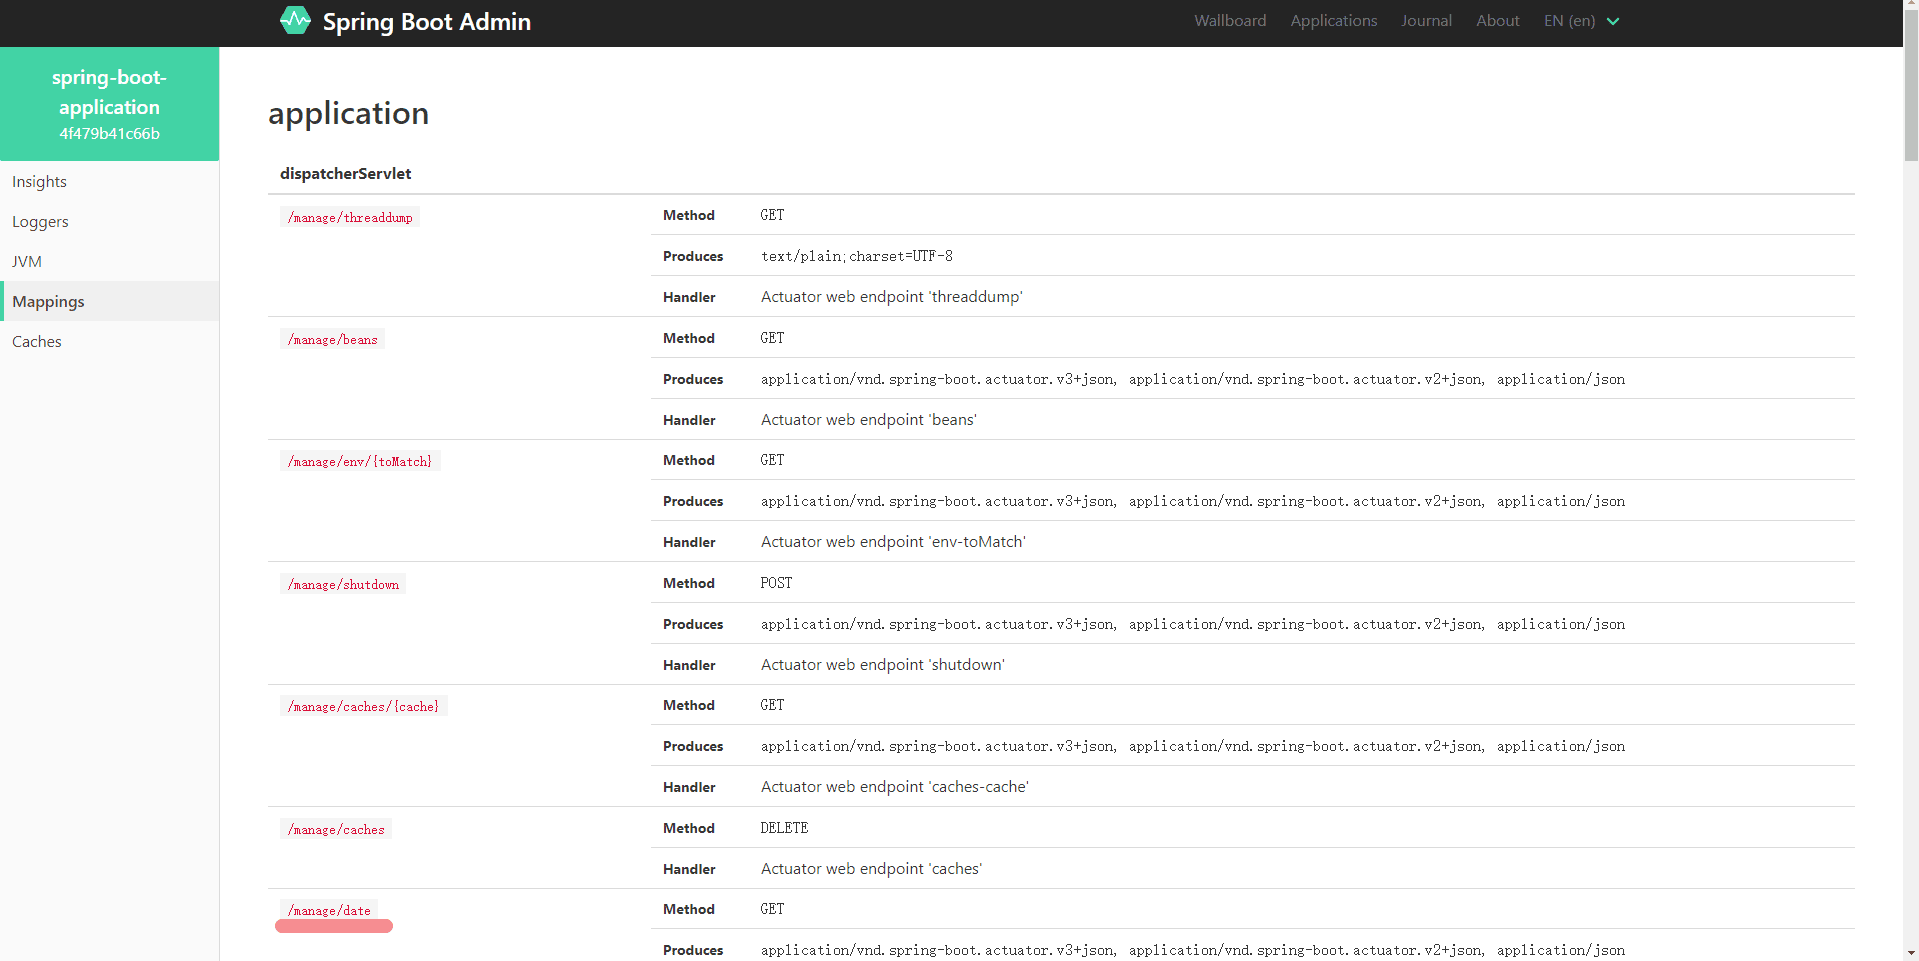 Spring Boot Admin
Wallboard Applications Journal About EN (en)
spring-boot-
application
4f479b41c66b
Insights
Loggers
JVM
Mappings
Caches
application
dispatcherServlet
/manage/threaddump Method GET
Produces text/plain;charset=UTF-8
Handler Actuator web endpoint 'threaddump'
/manage/beans Method GET
Produces application/vnd.spring-boot.actuator.v3+json, application/vnd.spring-boot.actuator.v2+json, application/json
Handler Actuator web endpoint 'beans'
/manage/env/{toMatch} Method GET
Produces application/vnd.spring-boot.actuator.v3+json, application/vnd.spring-boot.actuator.v2+json, application/json
Handler Actuator web endpoint 'env-toMatch'
/manage/shutdown Method POST
Produces application/vnd.spring-boot.actuator.v3+json, application/vnd.spring-boot.actuator.v2+json, application/json
Handler Actuator web endpoint 'shutdown'
/manage/caches/{cache} Method GET
Produces application/vnd.spring-boot.actuator.v3+json, application/vnd.spring-boot.actuator.v2+json, application/json
Handler Actuator web endpoint 'caches-cache'
/manage/caches Method DELETE
Handler Actuator web endpoint 'caches'
/manage/date Method GET
Produces application/vnd.spring-boot.actuator.v3+json, application/vnd.spring-boot.actuator.v2+json, application/json